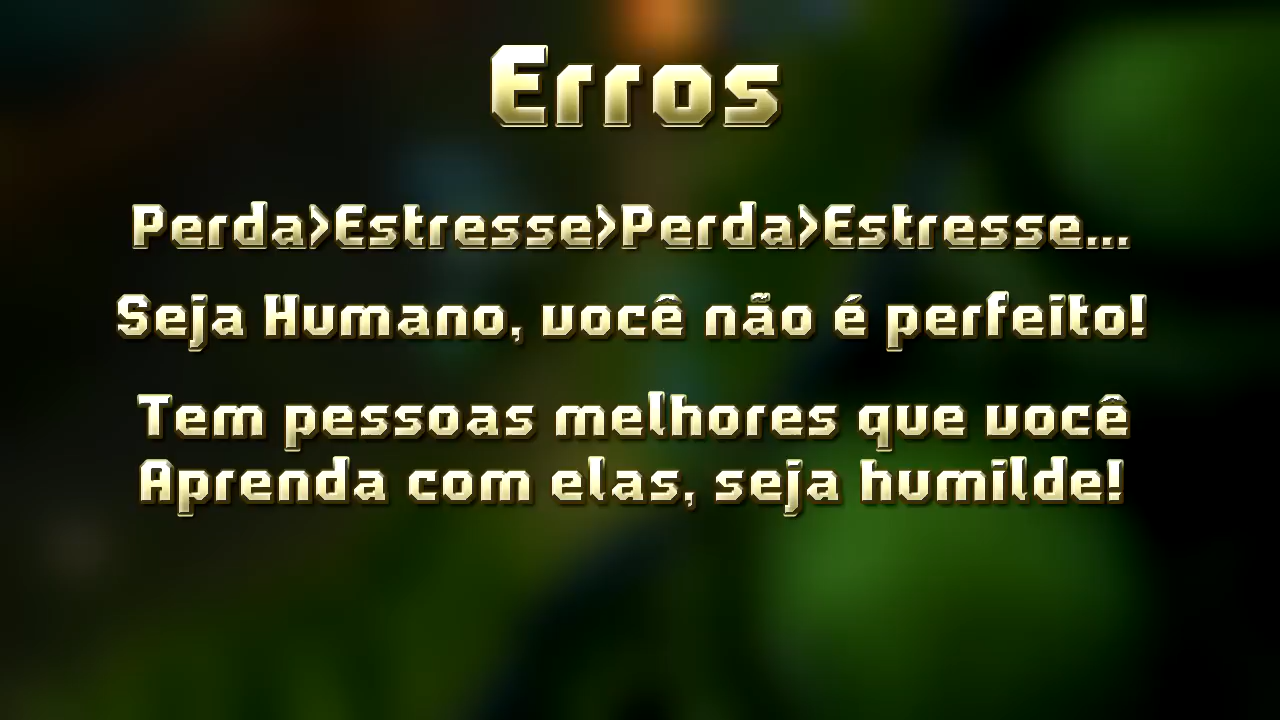 Erros
Perda>Estresse>Perda>Estresse...
Seja Humano, você não é perfeito!
Tem pessoas melhores que você
Aprenda com elas, seja humilde!